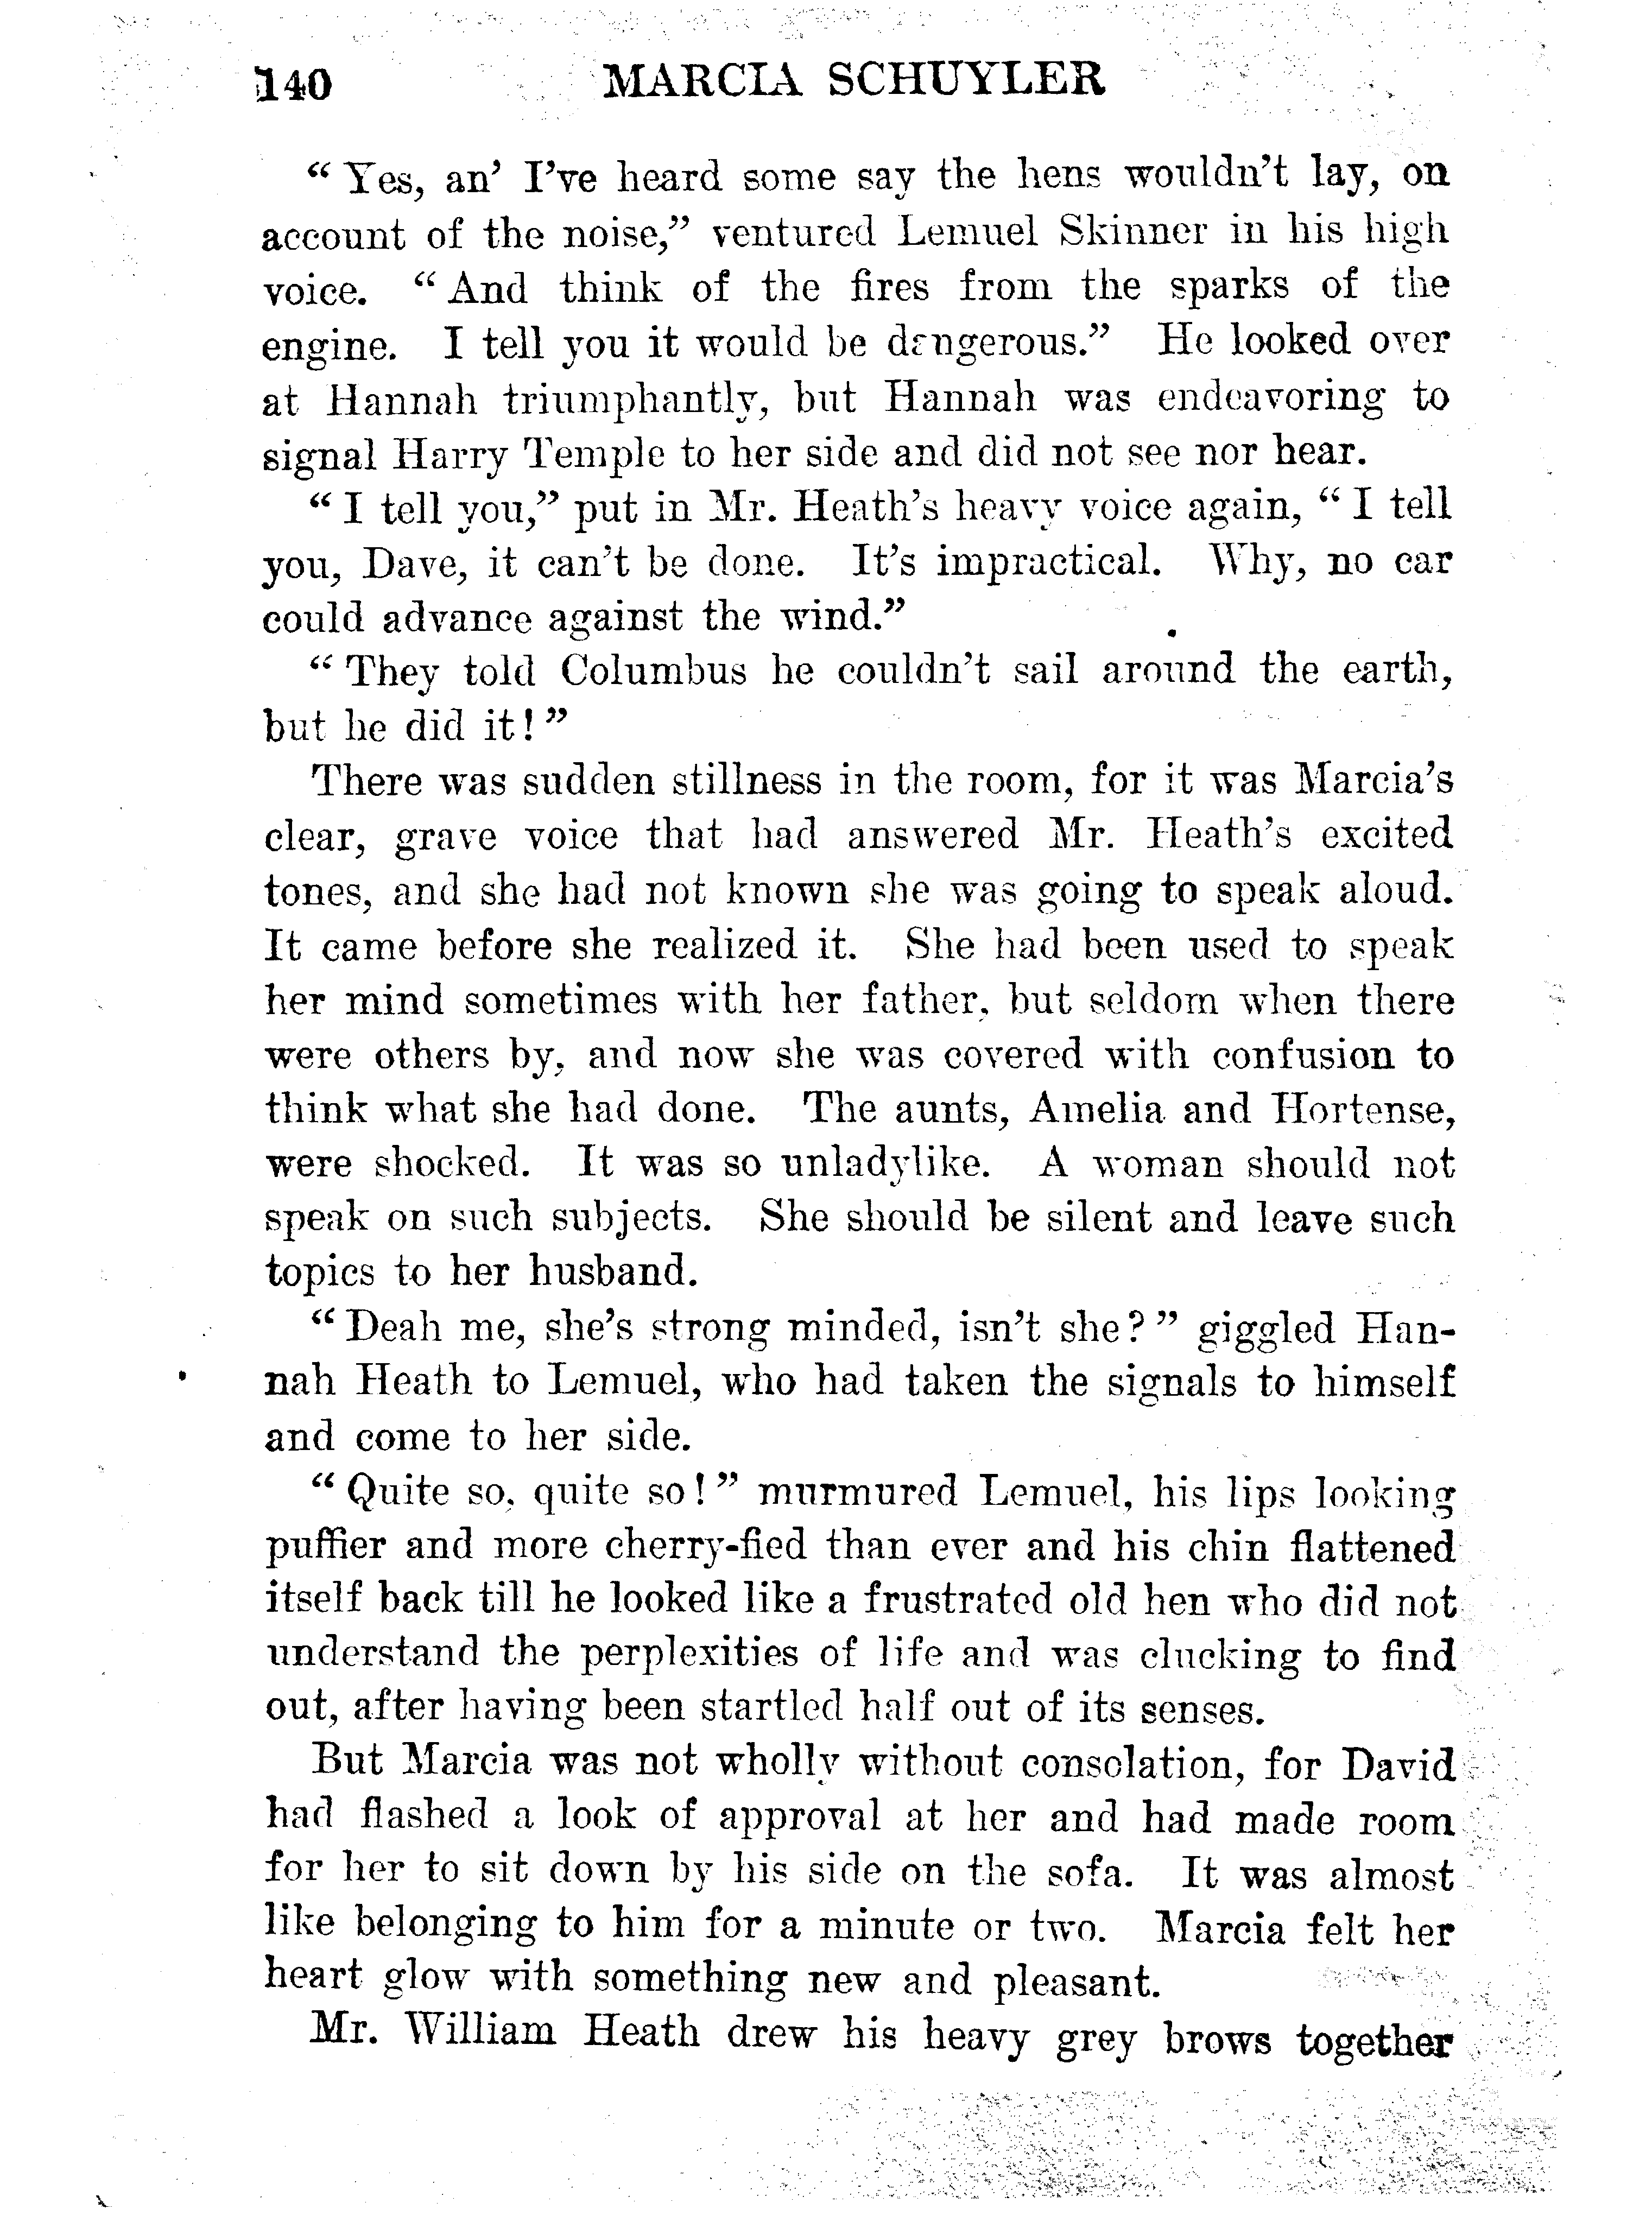 140 MARCIA SCHUYLER
“Yes, an’ I’ve heard some say the hens wouldn’t lay, on
account of the noise,” ventured Lemuel Skinner in his high
voice. “And think of the fires from the sparks of the
engine. I tell you it would be dangerous.” He looked over
at Hannah triumphantly, but Hannah was endeavoring to
signal Harry Temple to her side and did not see nor hear.
“I tell you,” put in Mr. Heath’s heavy voice again, “I tell
you, Dave, it can’t be done. It’s impractical. Why, no car
could advance against the wind.”
“They told Columbus he couldn’t sail around the earth,
but he did it!”
There was sudden stillness in the room, for it was Marcia’s
clear, grave voice that had answered Mr. Heath’s excited
tones, and she had not known she was going to speak aloud.
It came before she realized it. She had been used to speak
her mind sometimes with her father, but seldom when there
were others by, and now she was covered with confusion to
think what she had done. The aunts, Amelia and Hortense,
were shocked. It was so unladylike. A woman should not
speak on such subjects. She should be silent and leave such
topics to her husband.
“Deah me, she’s strong minded, isn’t she?” giggled Han-
nah Heath to Lemuel, who had taken the signals to himself
and come to her side.
“Quite so, quite so!” murmured Lemuel, his lips looking
puffier and more cherry-fied than ever and his chin flattened
itself back till he looked like a frustrated old hen who did not
understand the perplexities of life and was clucking to find
out, after having been startled half out of its senses.
But Marcia was not wholly without consolation, for David
had flashed a look of approval at her and had made room
for her to sit down by his side on the sofa. It was almost
like belonging to him for a minute or two. Marcia felt her
heart glow with something new and pleasant.
Mr. William Heath drew his heavy grey brows together